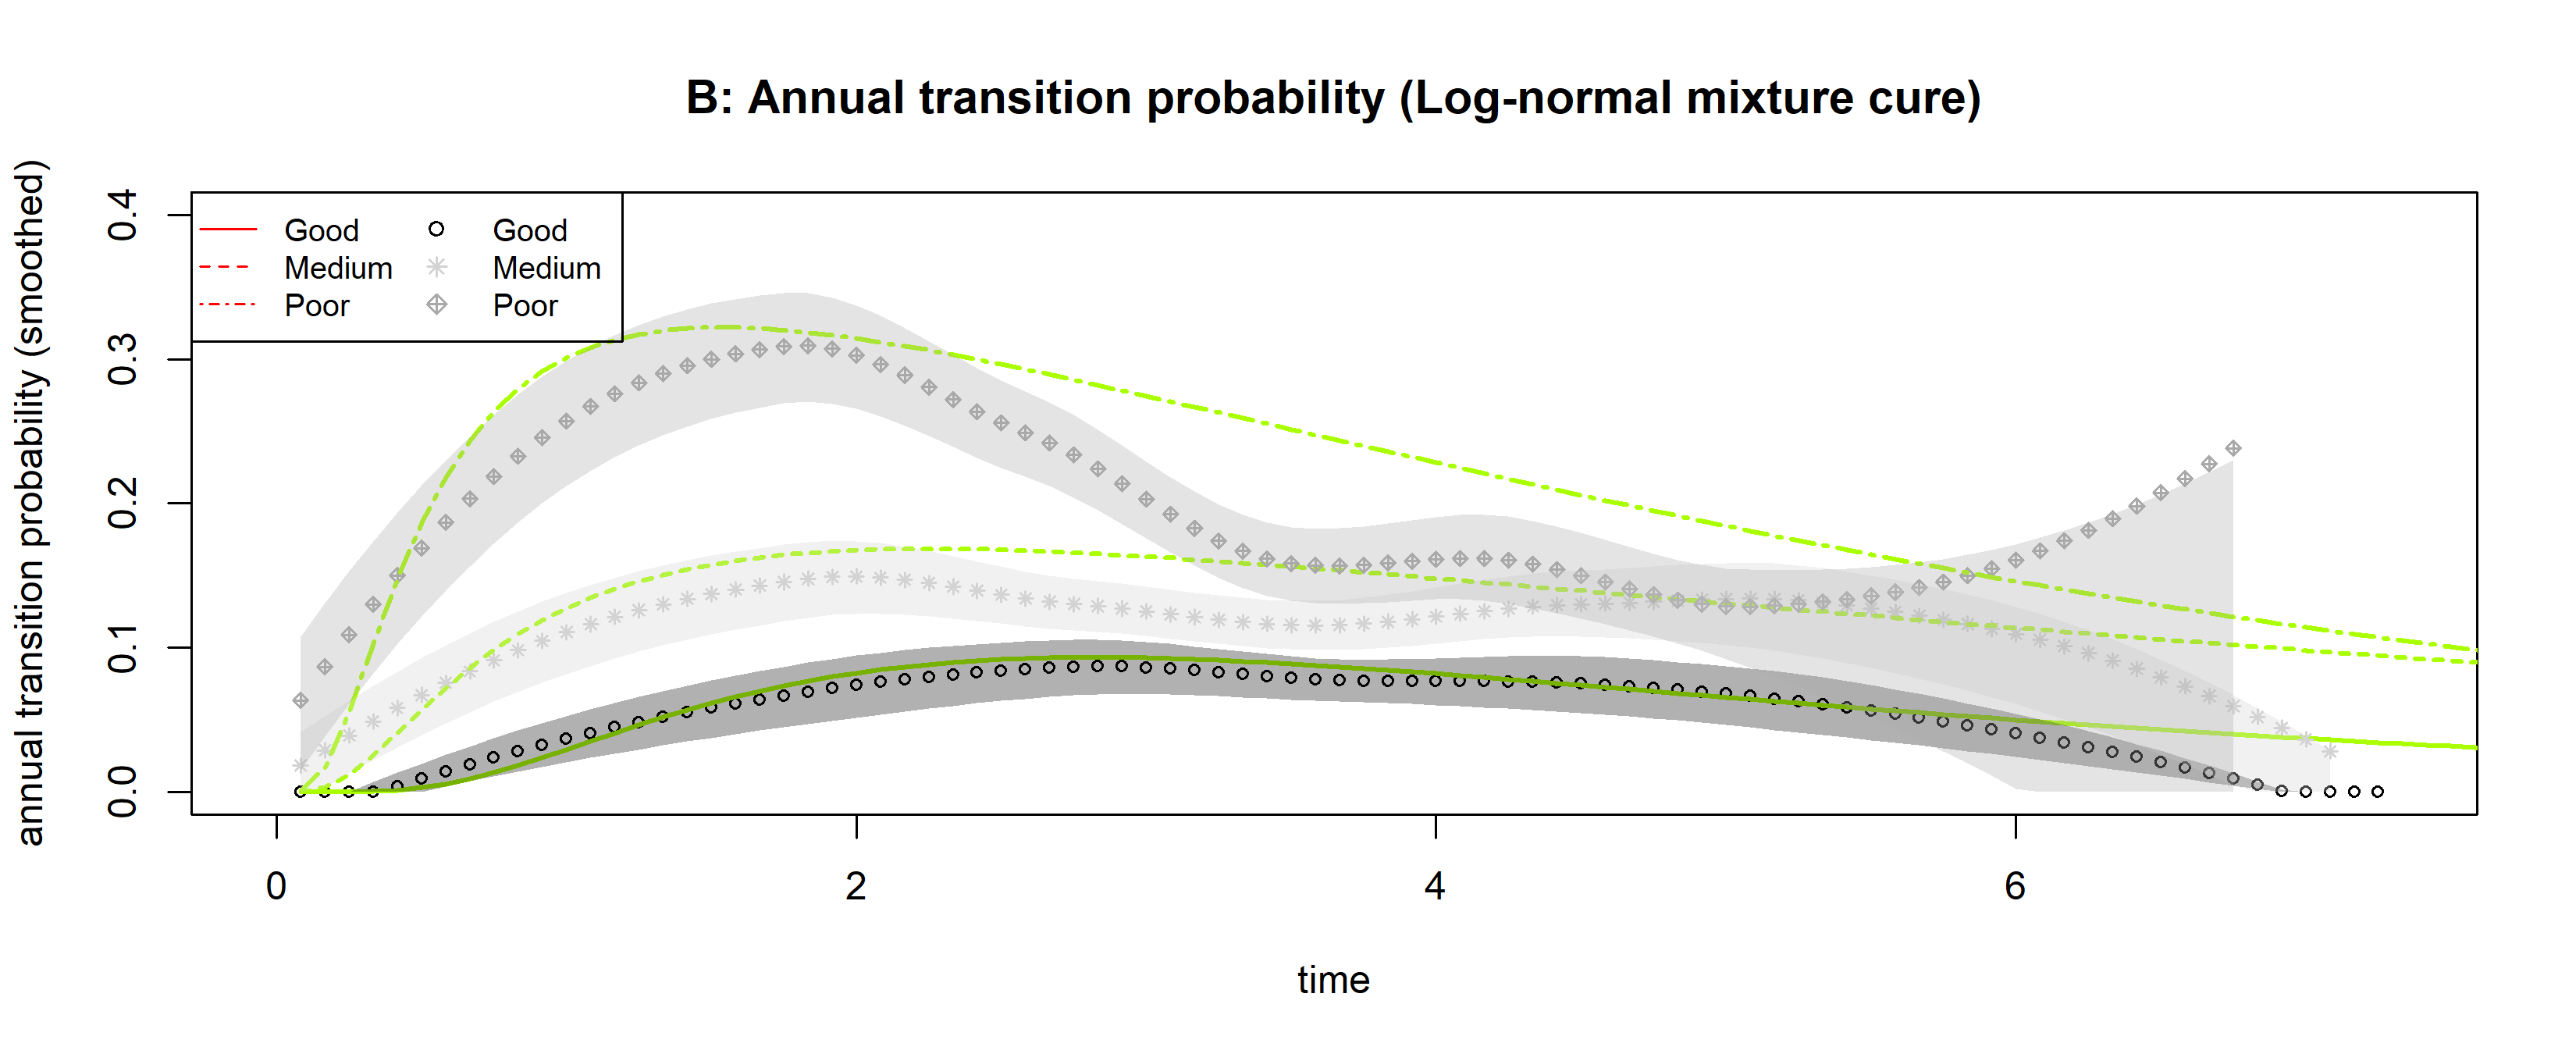 B: Annual transition probability (Log-normal mixture cure)
annual transition probability (smoothed)
0.4
0.3
0.2
0.1
0.0
Good Good
Medium Medium
Poor Poor
0 2 4 6
time